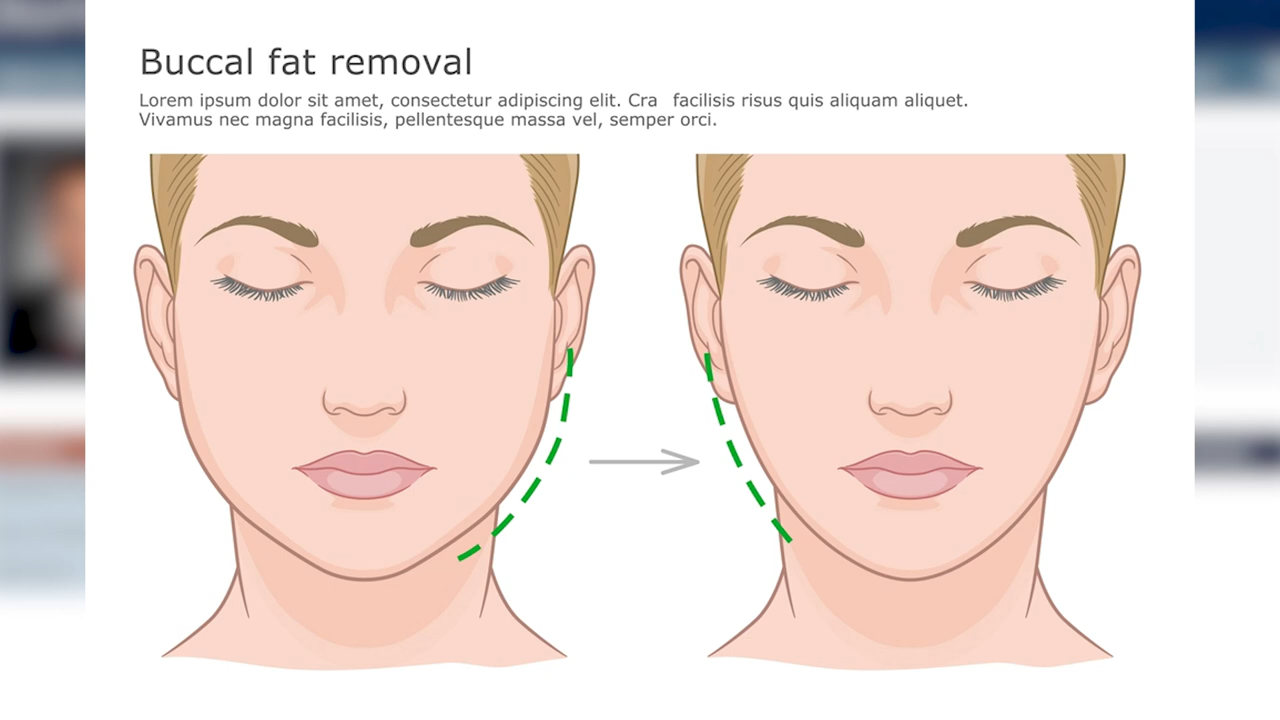 Buccal fat removal
Lorem ipsum dolor sit amet, consectetur adipiscing elit. Cra facilisis risus quis aliquam aliquet.
Vivamus nec magna facilisis, pellentesque massa vel, semper orci.